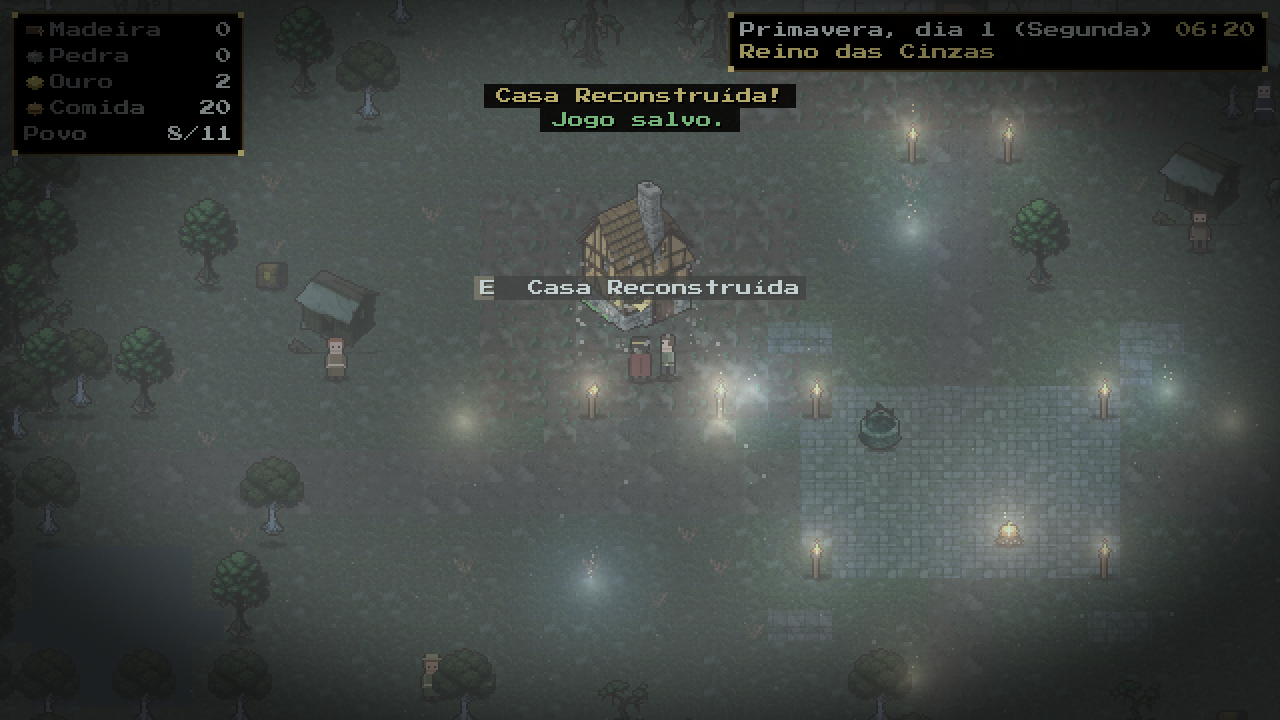 Madeira 0
Pedra 0
Ouro 2
Comida 20
Povo 8/11
Primavera, dia 1 (Segunda) 06:20
Reino das Cinzas
Casa Reconstruída!
Jogo salvo.
E Casa Reconstruída